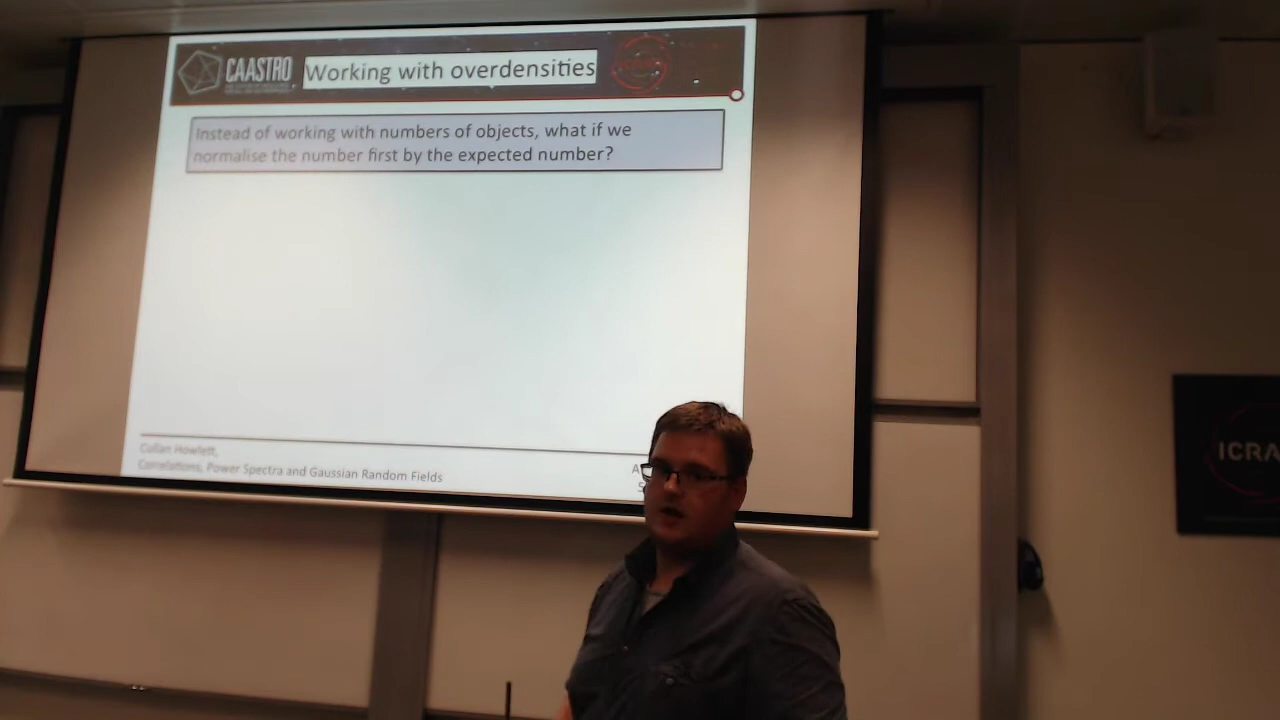 CAASTRO
Working with overdensities
Instead of working with numbers of objects, what if we
normalise the number first by the expected number?
Cullan Howlett,
Correlations, Power Spectra and Gaussian Random Fields
ICRA